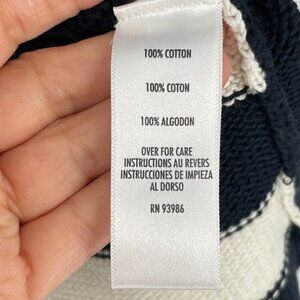 100% COTTON
100% COTON
100% ALGODON
OVER FOR CARE
INSTRUCTIONS AU REVERS
INSTRUCCIONES DE IMPIEZA
AL DORSO
RN 93986